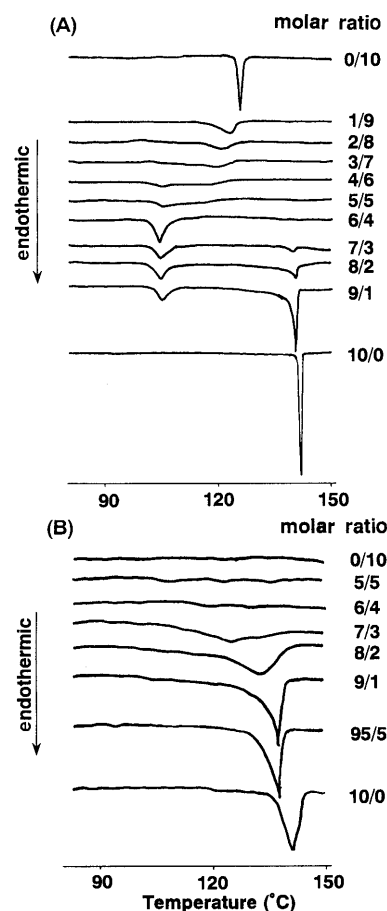 (A)
molar ratio
0/10
1/9
2/8
3/7
4/6
5/5
6/4
7/3
8/2
9/1
10/0
endothermic
90 120 150
(B)
molar ratio
0/10
5/5
6/4
7/3
8/2
9/1
95/5
10/0
endothermic
90 120 150
Temperature (°C)